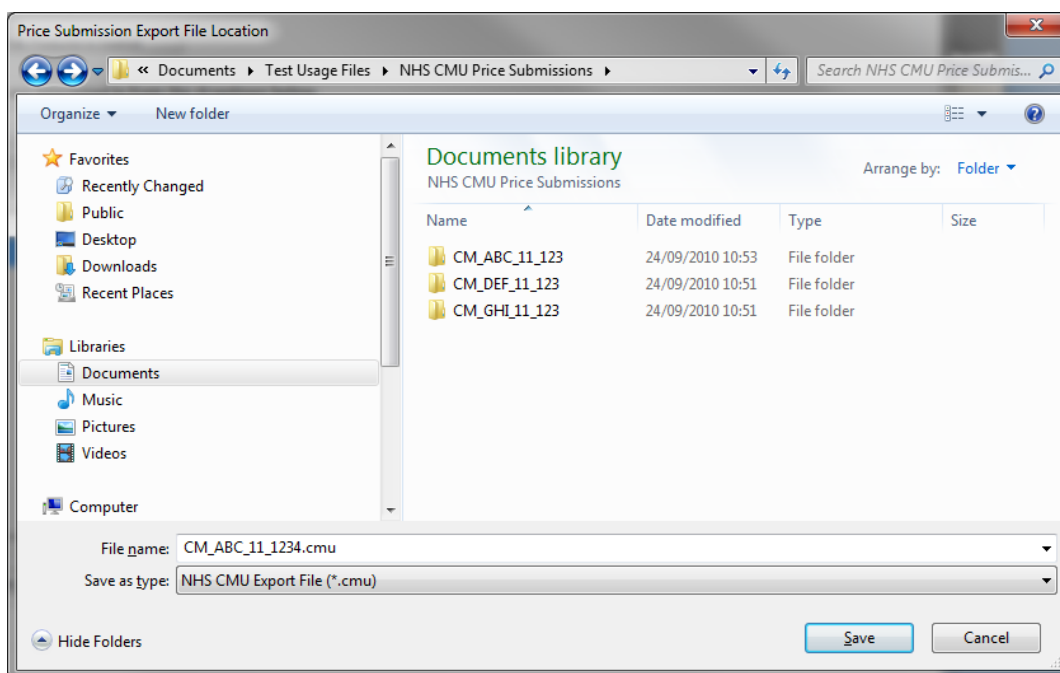 Price Submission Export File Location
« Documents Test Usage Files NHS CMU Price Submissions
Search NHS CMU Price Submis...
Organize New folder
Favorites
Recently Changed
Public
Desktop
Downloads
Recent Places
Libraries
Documents
Music
Pictures
Videos
Computer
Documents library
NHS CMU Price Submissions
Arrange by: Folder
Name Date modified Type Size
CM_ABC_11_123 24/09/2010 10:53 File folder
CM_DEF_11_123 24/09/2010 10:51 File folder
CM_GHI_11_123 24/09/2010 10:51 File folder
File name: CM_ABC_11_1234.cmu
Save as type: NHS CMU Export File (*.cmu)
Hide Folders Save Cancel